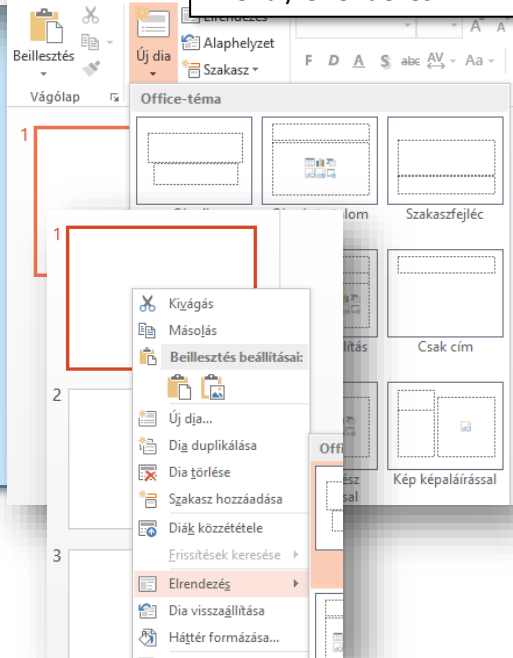 Elrendezés
Beillesztés
Új dia
Alaphelyzet
Szakasz
F D A S abc AV Aa
A A
Vágólap
Office-téma
1
Szakaszfejléc
Csak cím
Kép képaláírással
1
Kivágás
Másolás
Beillesztés beállításai:
2
Új dia...
Dia duplikálása
Dia törlése
Szakasz hozzáadása
Diák közzététele
3
Frissítések keresése
Elrendezés
Dia visszaállítása
Háttér formázása...